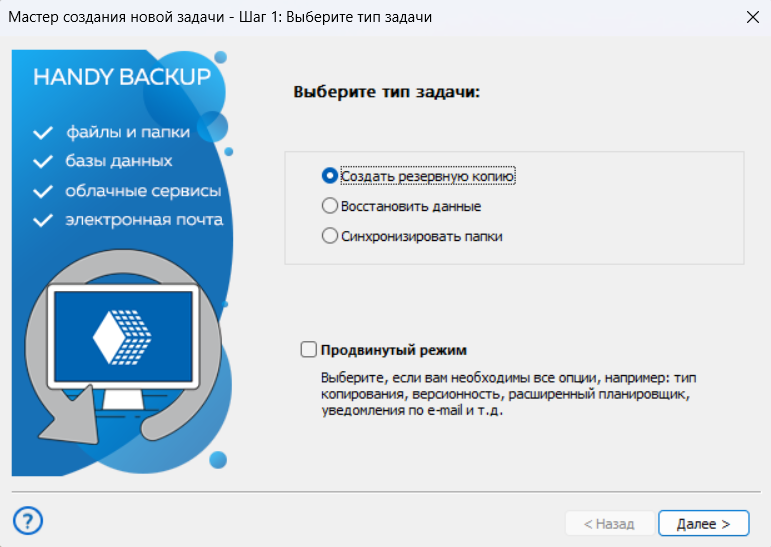 Мастер создания новой задачи - Шаг 1: Выберите тип задачи
HANDY BACKUP
файлы и папки
базы данных
облачные сервисы
электронная почта
Выберите тип задачи:
Создать резервную копию
Восстановить данные
Синхронизировать папки
Продвинутый режим
Выберите, если вам необходимы все опции, например: тип
копирования, версионность, расширенный планировщик,
уведомления по e-mail и т.д.
?
< Назад
Далее >